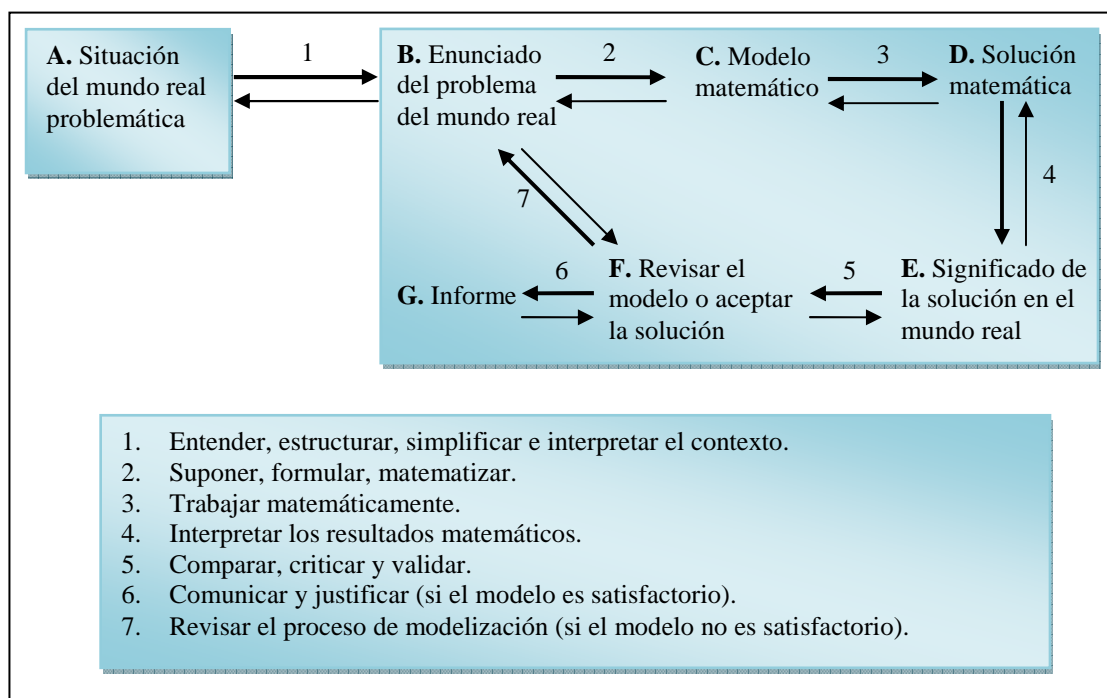 A. Situación
del mundo real
problemática
1
B. Enunciado
del problema
del mundo real
2
C. Modelo
matemático
3
D. Solución
matemática
4
7
G. Informe
6
F. Revisar el
modelo o aceptar
la solución
5
E. Significado de
la solución en el
mundo real
1. Entender, estructurar, simplificar e interpretar el contexto.
2. Suponer, formular, matematizar.
3. Trabajar matemáticamente.
4. Interpretar los resultados matemáticos.
5. Comparar, criticar y validar.
6. Comunicar y justificar (si el modelo es satisfactorio).
7. Revisar el proceso de modelización (si el modelo no es satisfactorio).